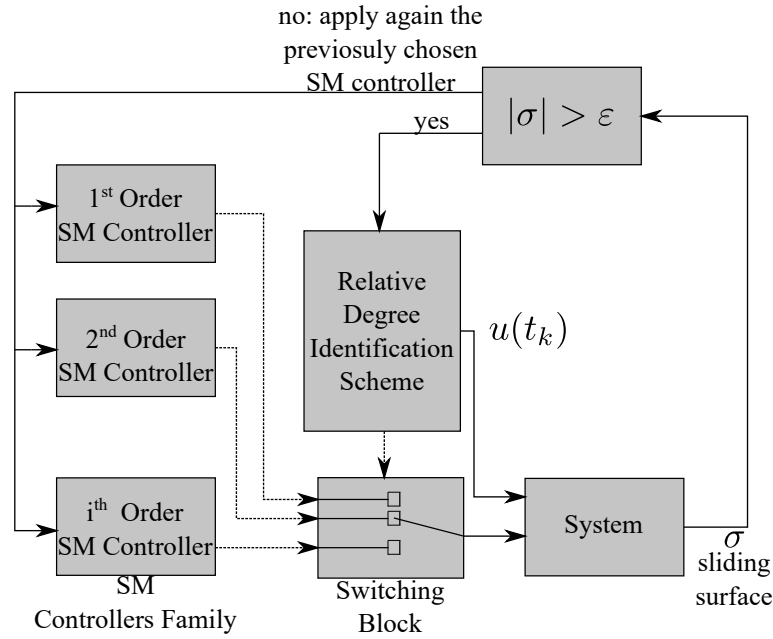 no: apply again the
previosuly chosen
SM controller
|σ| > ε
yes
1st Order
SM Controller
Relative
Degree
Identification
Scheme
u(t_k)
2nd Order
SM Controller
ith Order
SM Controller
System
σ
sliding
surface
SM
Controllers Family
Switching
Block